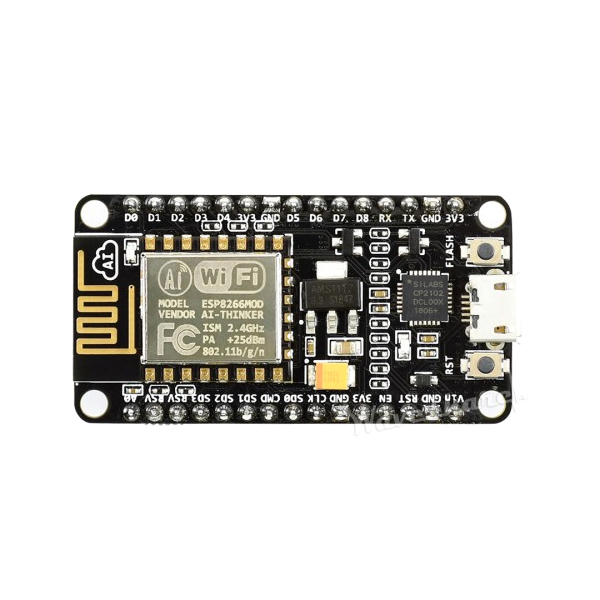 D0 D1 D2 D3 D4 3V3 GND D5 D6 D7 D8 RX TX GND 3V3
FLASH
AI
Ai WiFi
MODEL ESP8266MOD
VENDOR AI-THINKER
FC ISM 2.4GHz
PA +25dBm
802.11b/g/n
AMS1117
3.3
SILABS
CP2102
DCL00X
1806+
RST
A0 RSV RSV SD3 SD2 SD1 CMD SD0 CLK GND 3V3 EN RST GND Vin